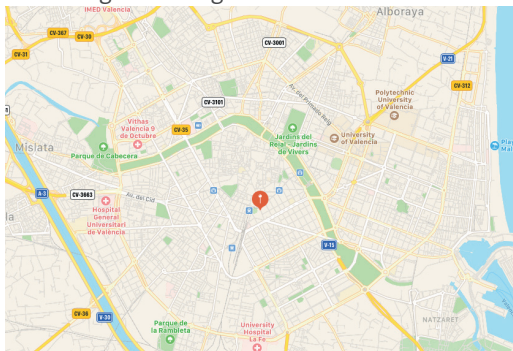 IMED Valencia
Alboraya
CV-367
CV-30
CV-31
CV-3001
V-21
CV-312
Av. del Primado Reig
Polytechnic
University
of Valencia
CV-3101
Vithas
Valencia 9
de Octubre
CV-35
Jardins del
Real - Jardines
de Vivers
University
of Valencia
Mislata
Parque de Cabecera
A-3
CV-3663
Av. del Cid
Hospital
General
Universitari
de València
V-15
CV-36
V-30
Parque de
la Rambleta
University
Hospital
La Fe
NATZARET